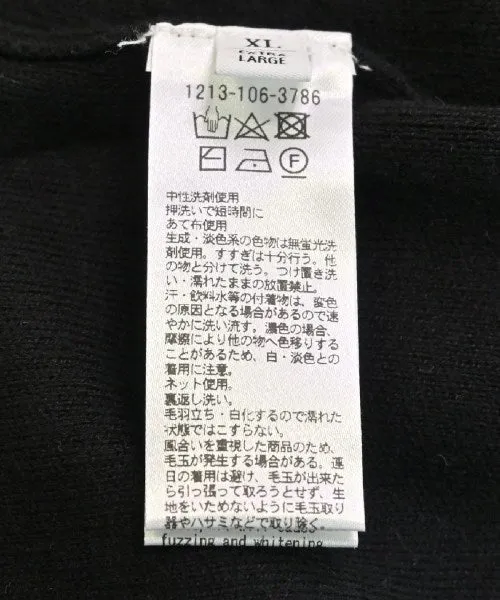 XL
EXTRA
LARGE
1213-106-3786
F
中性洗剤使用
押洗いで短時間に
あて布使用
生成・淡色系の色物は無蛍光洗
剤使用。すすぎは十分行う。他
の物と分けて洗う。つけ置き洗
い・濡れたままの放置禁止。
汗・飲料水等の付着物は、変色
の原因となる場合があるので速
やかに洗い流す。濃色の場合、
摩擦により他の物へ色移りする
ことがあるため、白・淡色との
着用に注意。
ネット使用。
裏返し洗い。
毛羽立ち・白化するので濡れた
状態ではこすらない。
風合いを重視した商品のため、
毛玉が発生する場合がある。連
日の着用は避け、毛玉が出来た
ら引っ張って取ろうとせず、生
地をいためないように毛玉取り
器やハサミなどで取り除く。
fuzzing and whitening